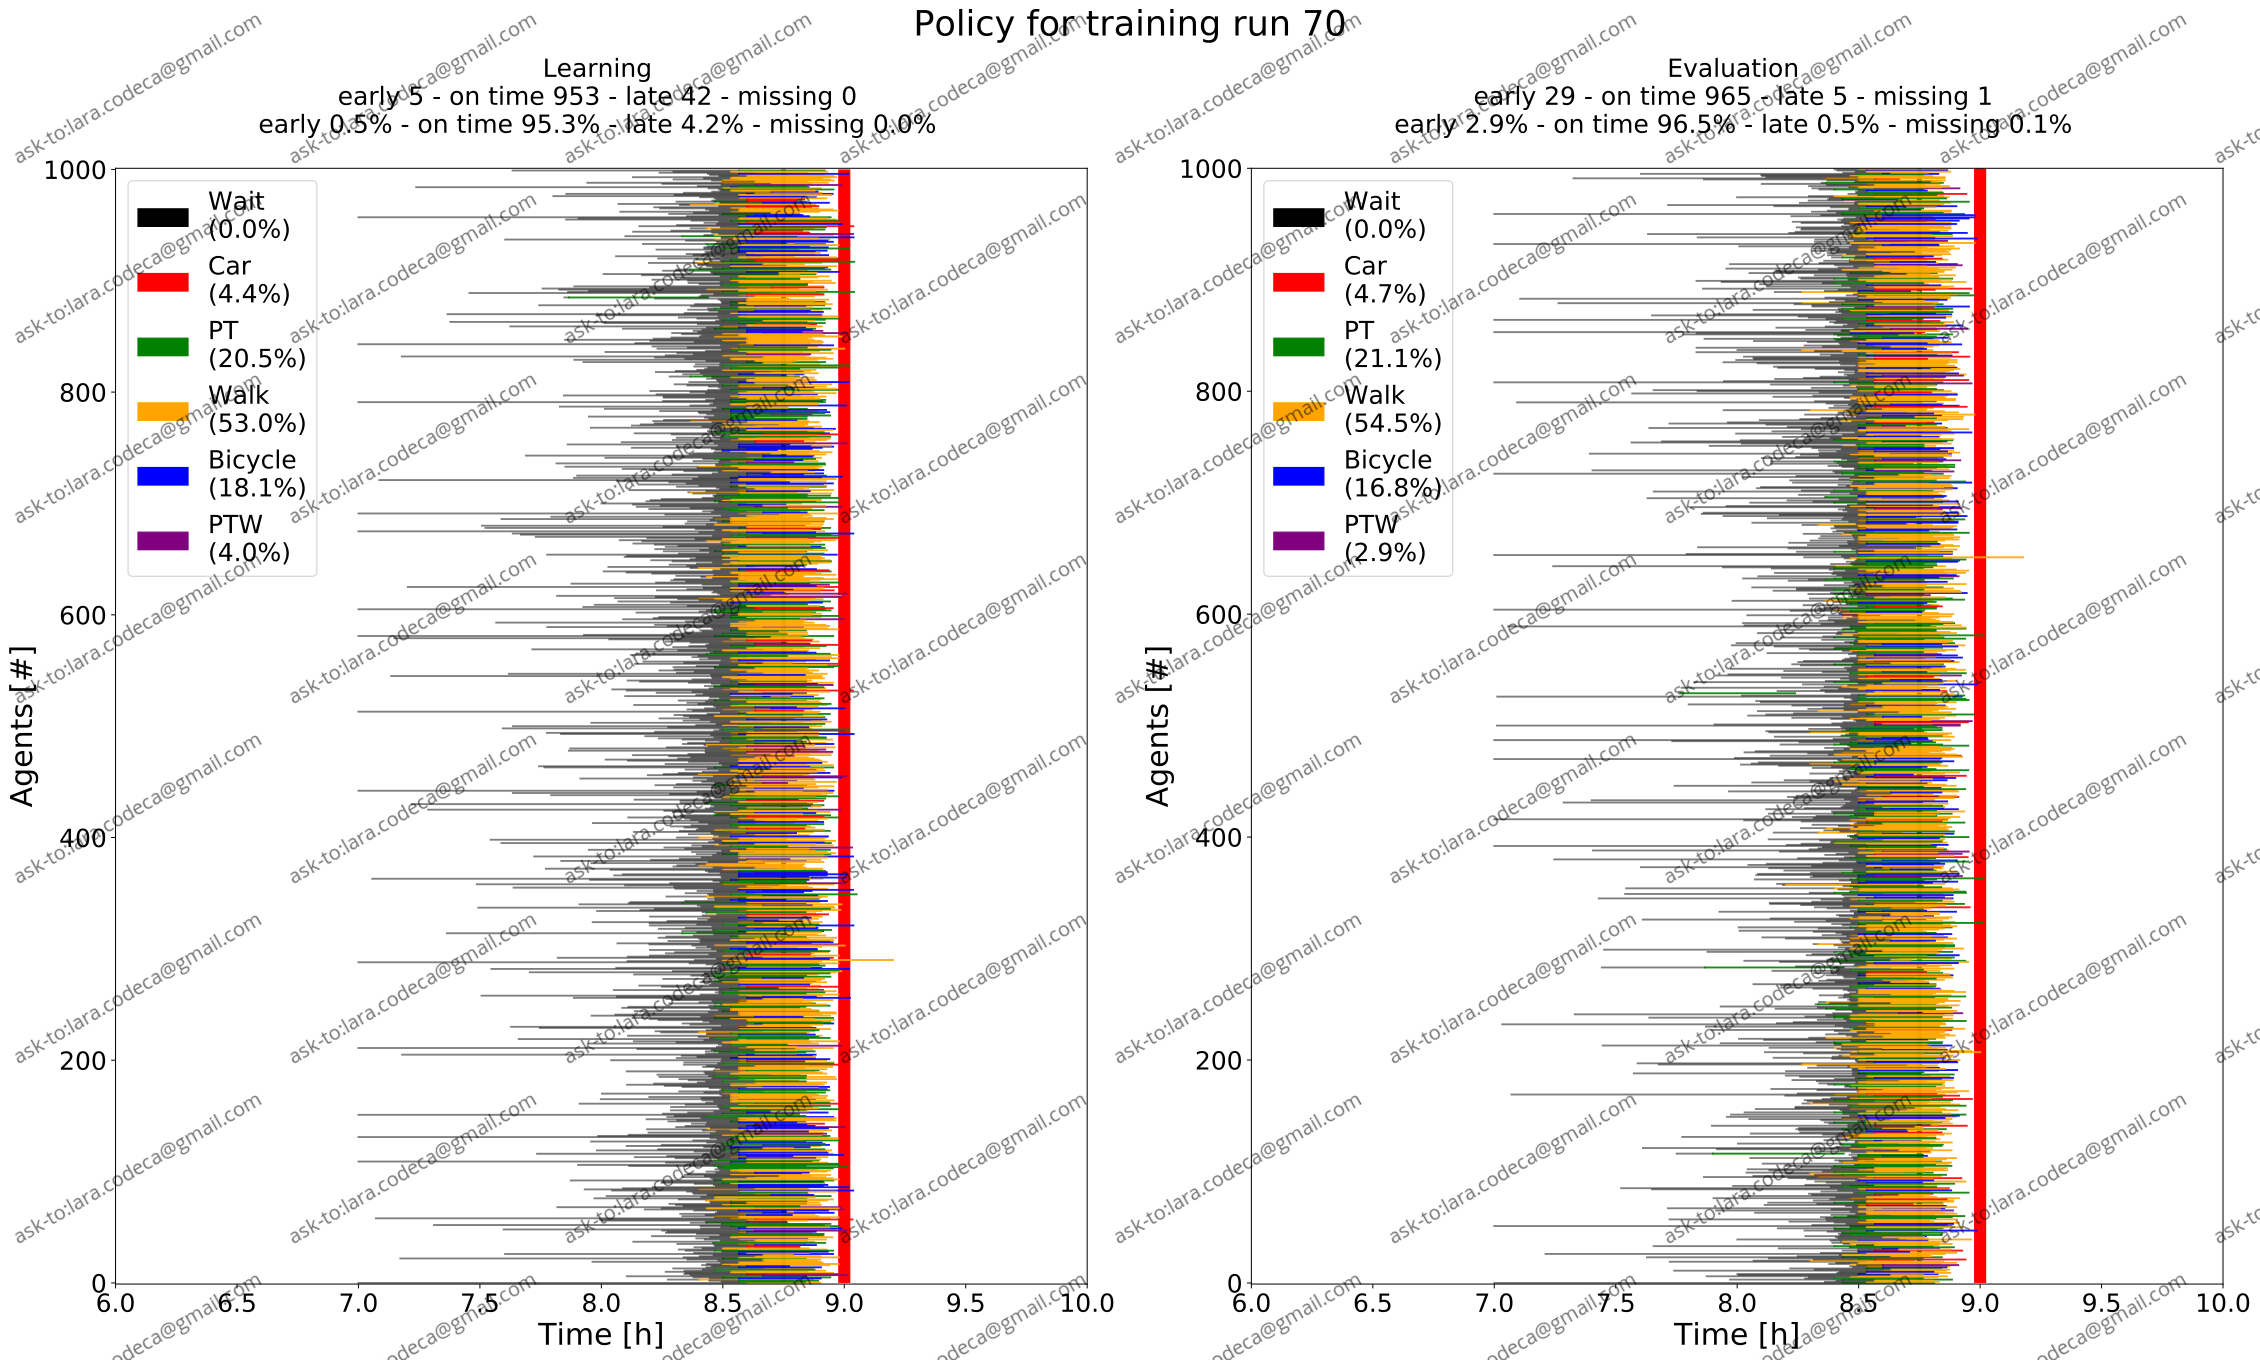 Policy for training run 70
Learning
early 5 - on time 953 - late 42 - missing 0
early 0.5% - on time 95.3% - late 4.2% - missing 0.0%
1000
800
600
400
200
0
Agents [#]
Wait
(0.0%)
Car
(4.4%)
PT
(20.5%)
Walk
(53.0%)
Bicycle
(18.1%)
PTW
(4.0%)
6.0 6.5 7.0 7.5 8.0 8.5 9.0 9.5 10.0
Time [h]
Evaluation
early 29 - on time 965 - late 5 - missing 1
early 2.9% - on time 96.5% - late 0.5% - missing 0.1%
1000
800
600
400
200
0
Agents [#]
Wait
(0.0%)
Car
(4.7%)
PT
(21.1%)
Walk
(54.5%)
Bicycle
(16.8%)
PTW
(2.9%)
6.0 6.5 7.0 7.5 8.0 8.5 9.0 9.5 10.0
Time [h]
ask-to:lara.codeca@gmail.com